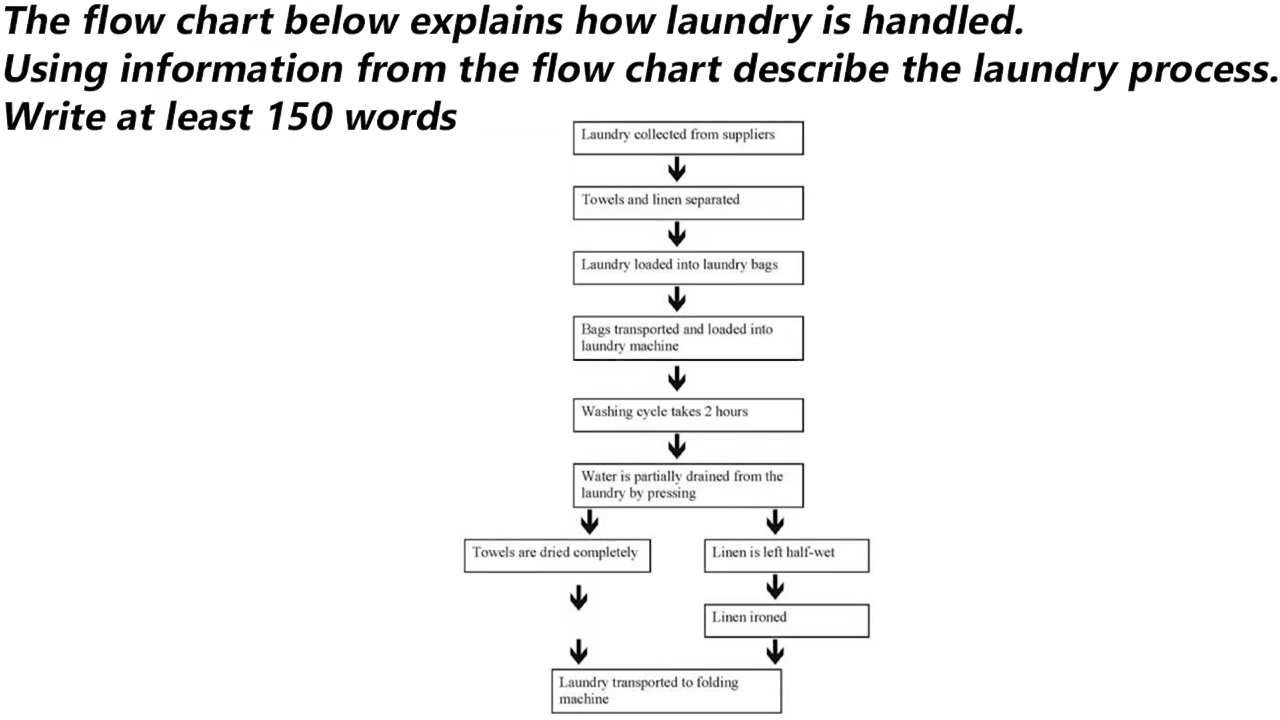 The flow chart below explains how laundry is handled.
Using information from the flow chart describe the laundry process.
Write at least 150 words
Laundry collected from suppliers
Towels and linen separated
Laundry loaded into laundry bags
Bags transported and loaded into
laundry machine
Washing cycle takes 2 hours
Water is partially drained from the
laundry by pressing
Towels are dried completely
Linen is left half-wet
Linen ironed
Laundry transported to folding
machine